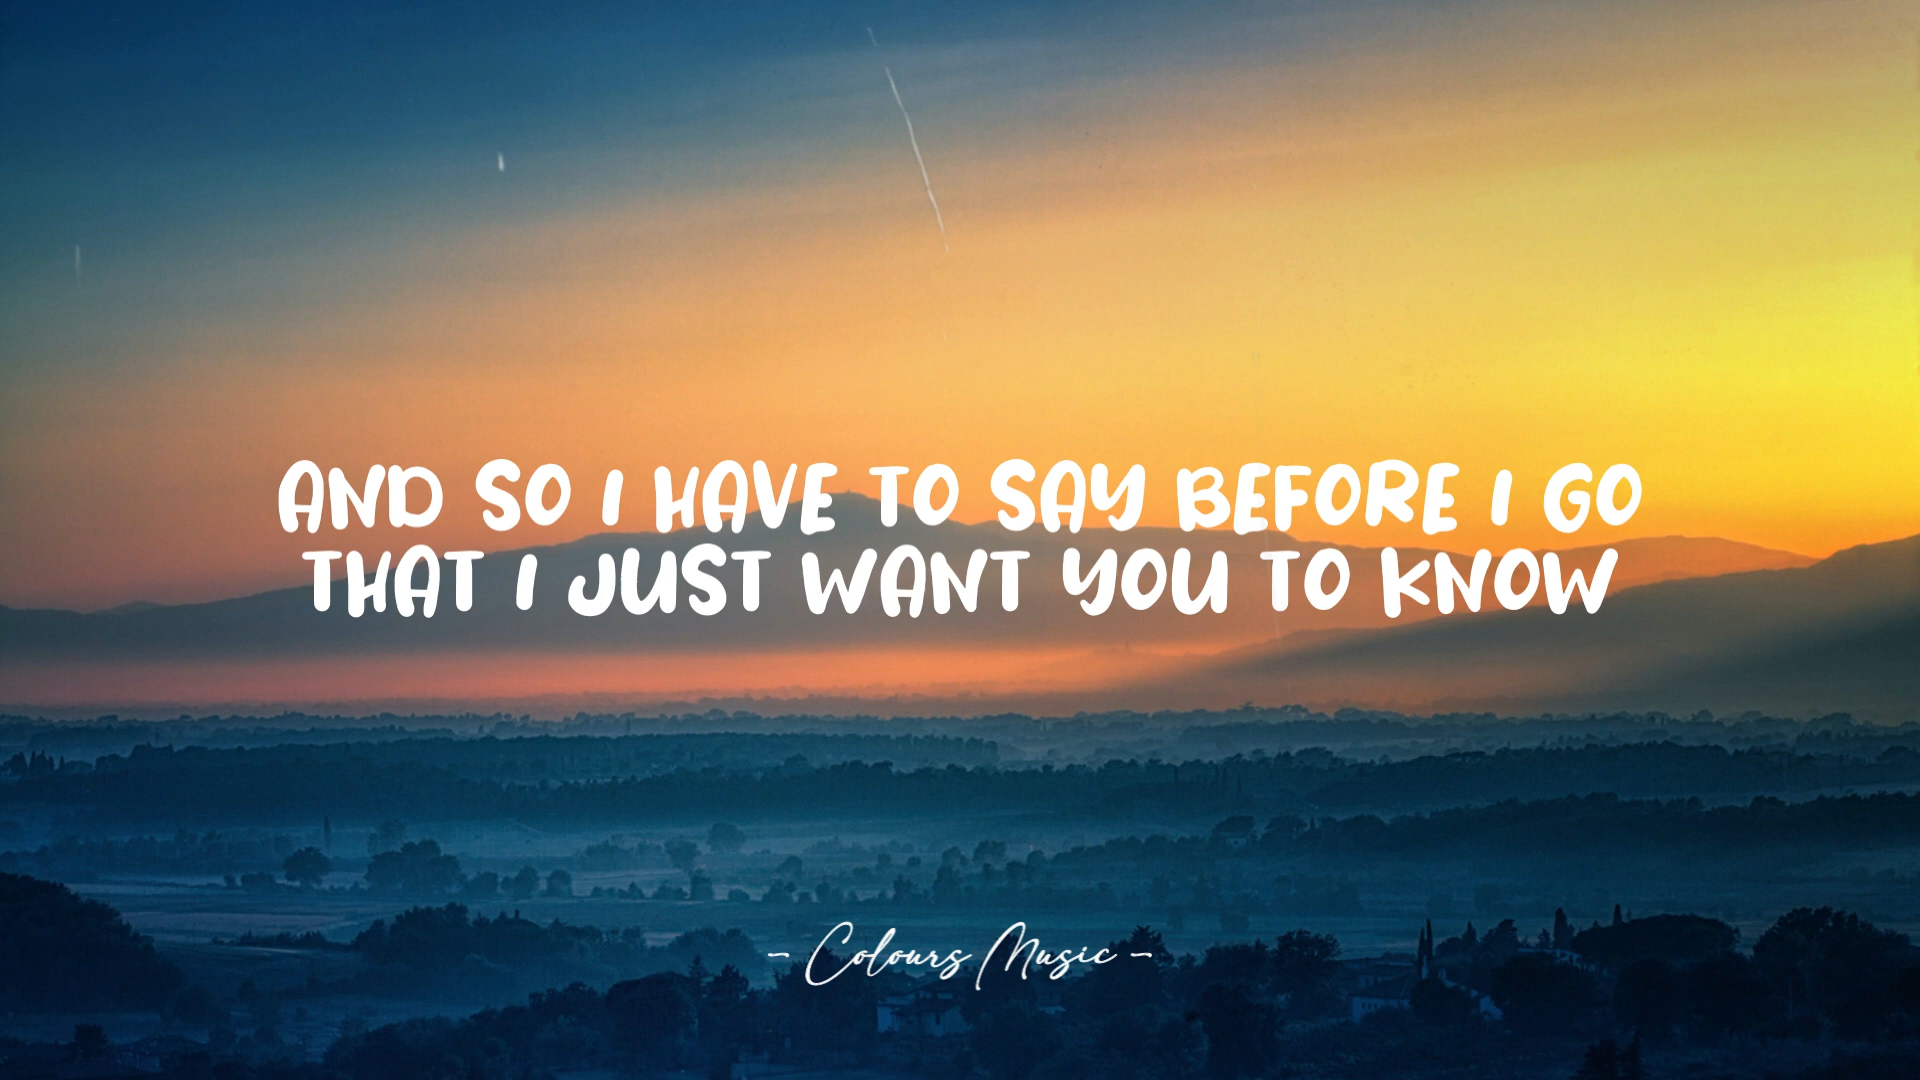 AND SO I HAVE TO SAY BEFORE I GO
THAT I JUST WANT YOU TO KNOW
- Colours Music -